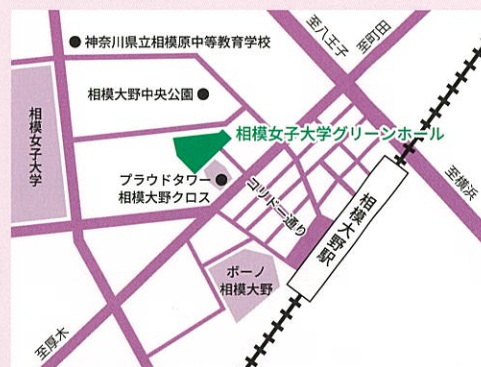 至八王子
至町田
神奈川県立相模原中等教育学校
相模大野中央公園
相模女子大学グリーンホール
相模女子大学
プラウドタワー
相模大野クロス
コリドー通り
至横浜
相模大野駅
ボーノ
相模大野
至厚木